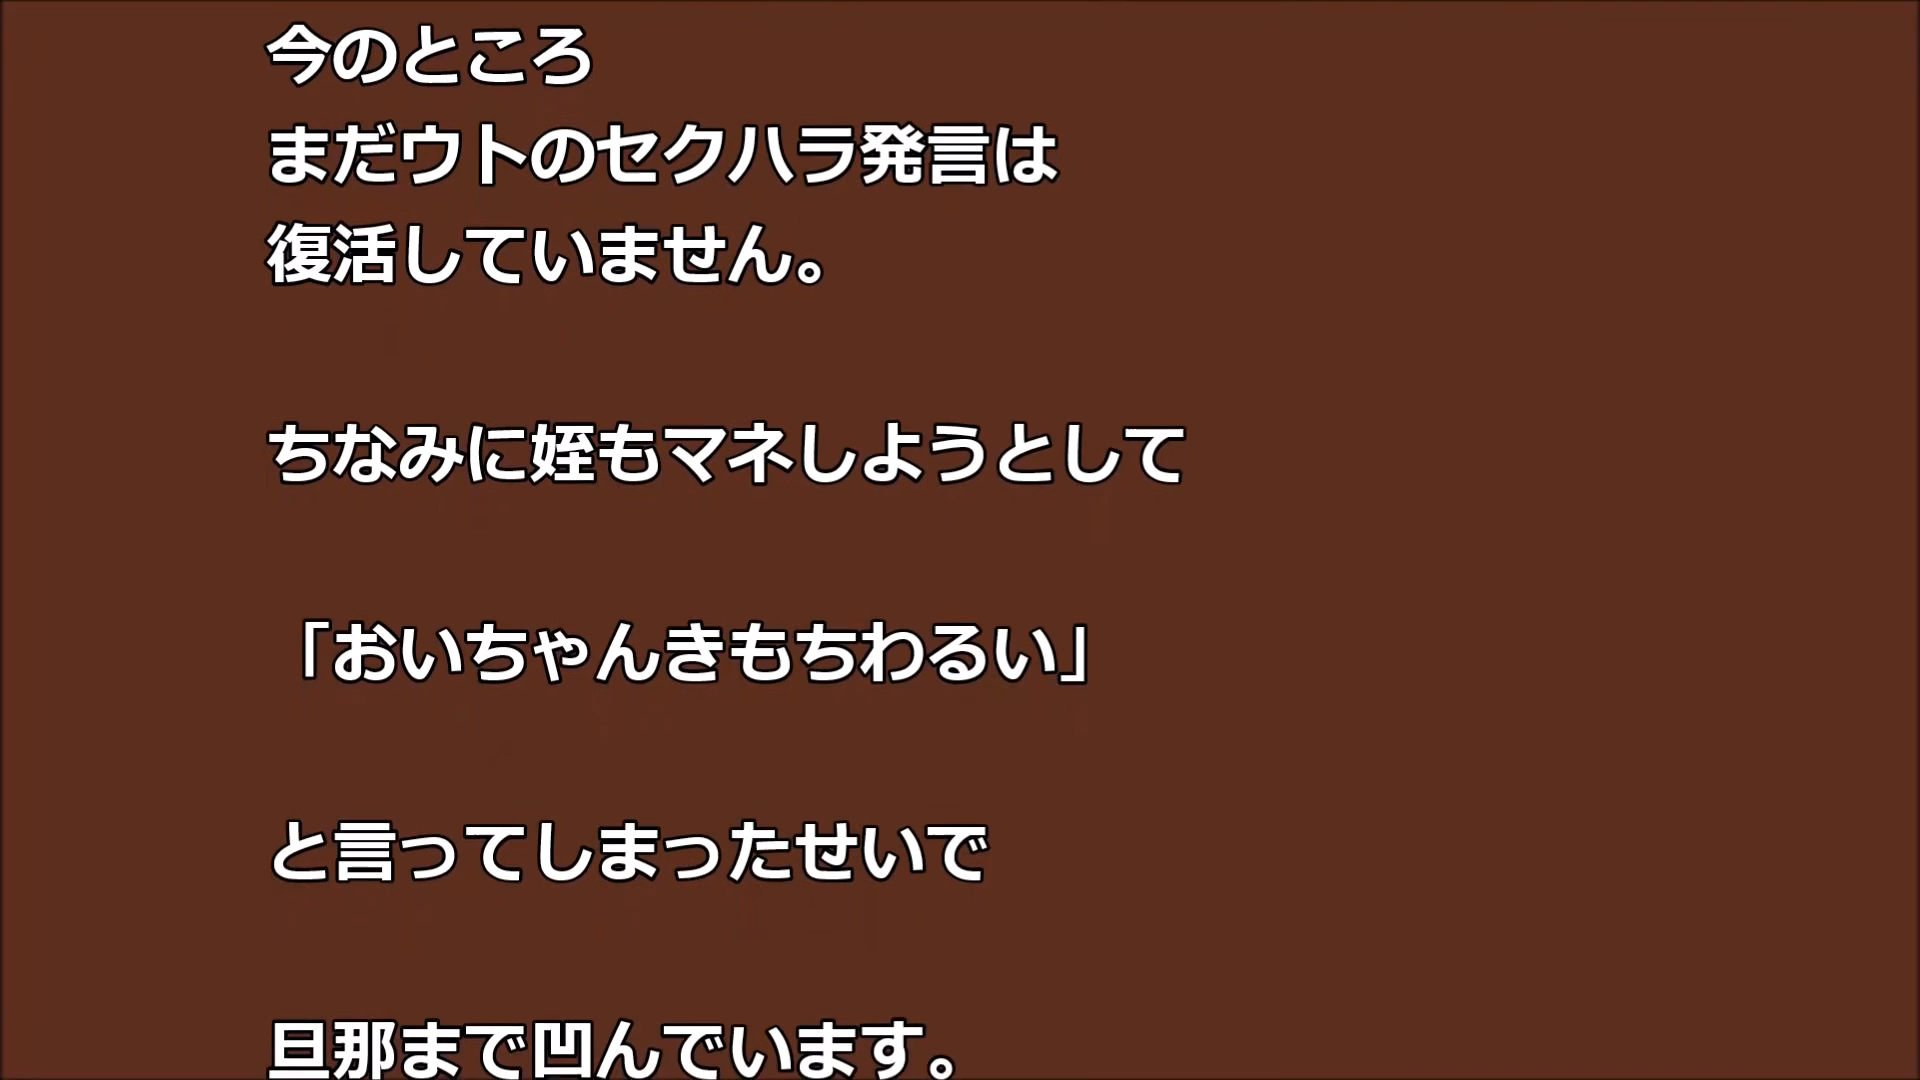 今のところ
まだウトのセクハラ発言は
復活していません。
ちなみに姪もマネしようとして
「おいちゃんきもちわるい」
と言ってしまったせいで
旦那まで凹んでいます。